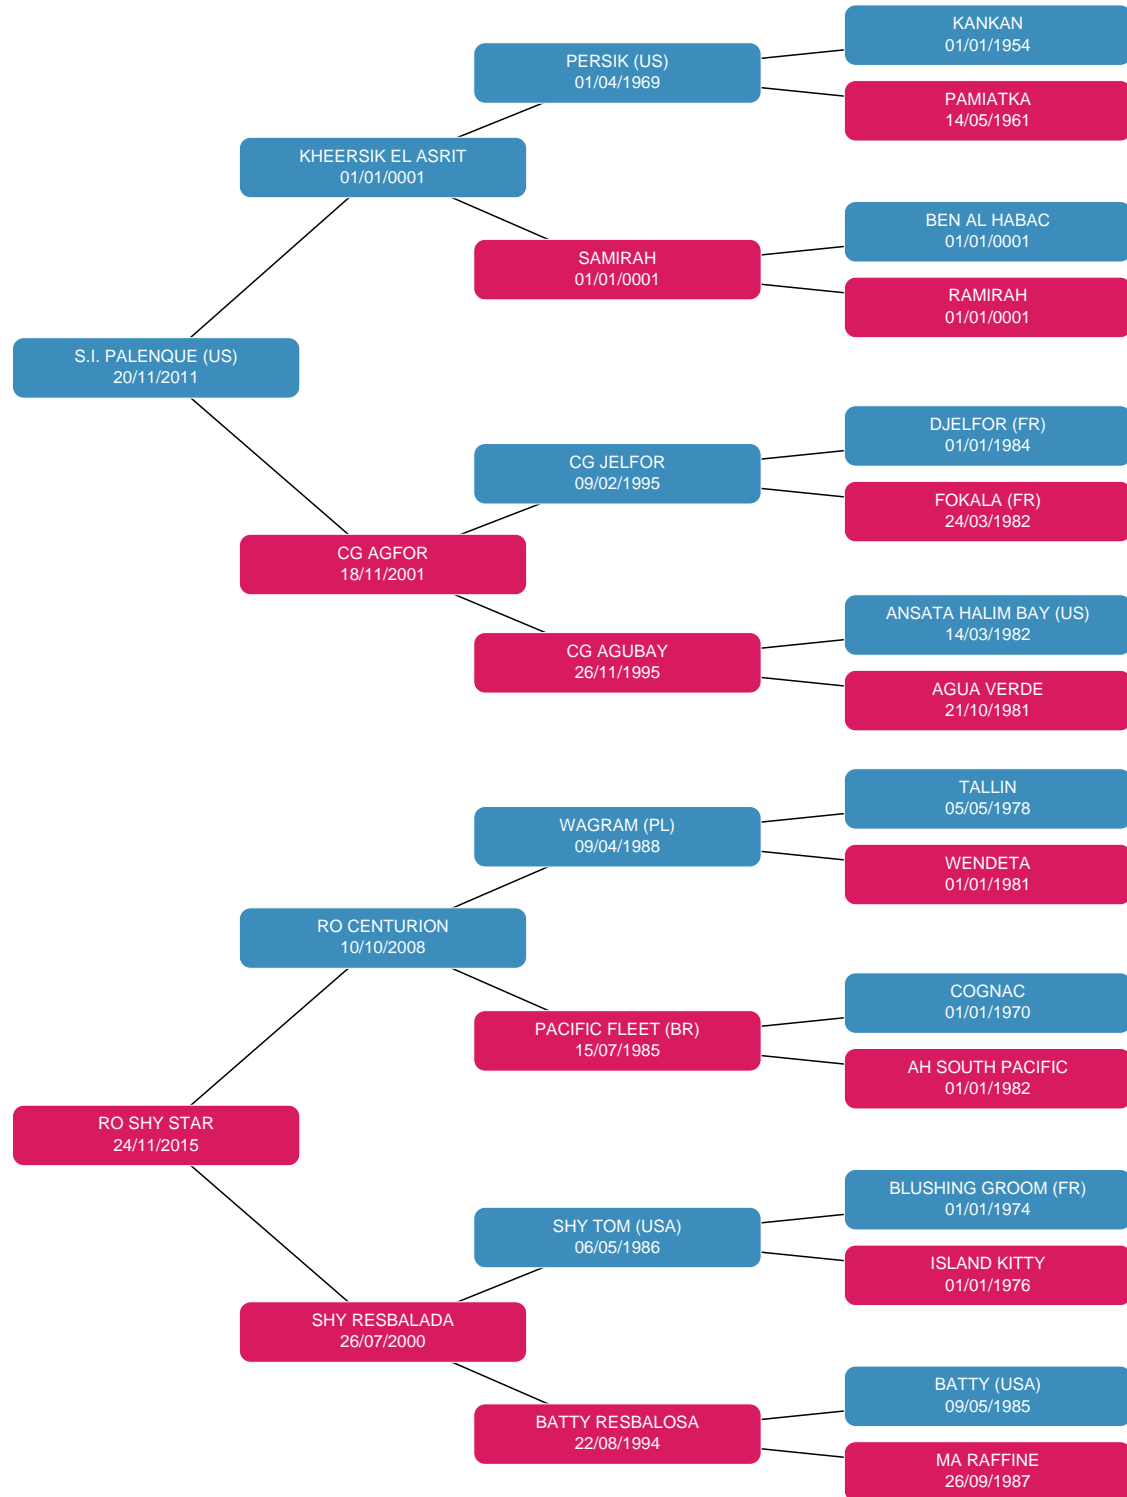 KANKAN
01/01/1954
PERSIK (US)
01/04/1969
PAMIATKA
14/05/1961
KHEERSIK EL ASRIT
01/01/0001
BEN AL HABAC
01/01/0001
SAMIRAH
01/01/0001
RAMIRAH
01/01/0001
S.I. PALENQUE (US)
20/11/2011
DJELFOR (FR)
01/01/1984
CG JELFOR
09/02/1995
FOKALA (FR)
24/03/1982
CG AGFOR
18/11/2001
ANSATA HALIM BAY (US)
14/03/1982
CG AGUBAY
26/11/1995
AGUA VERDE
21/10/1981
TALLIN
05/05/1978
WAGRAM (PL)
09/04/1988
WENDETA
01/01/1981
RO CENTURION
10/10/2008
COGNAC
01/01/1970
PACIFIC FLEET (BR)
15/07/1985
AH SOUTH PACIFIC
01/01/1982
RO SHY STAR
24/11/2015
BLUSHING GROOM (FR)
01/01/1974
SHY TOM (USA)
06/05/1986
ISLAND KITTY
01/01/1976
SHY RESBALADA
26/07/2000
BATTY (USA)
09/05/1985
BATTY RESBALOSA
22/08/1994
MA RAFFINE
26/09/1987